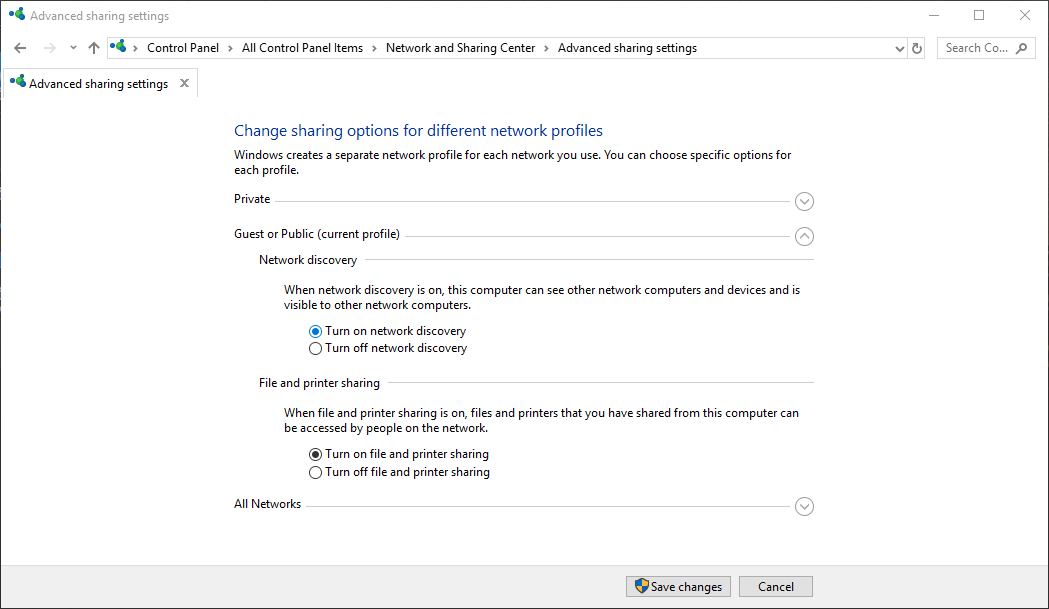 Advanced sharing settings
Control Panel > All Control Panel Items > Network and Sharing Center > Advanced sharing settings
Search Co...
Advanced sharing settings
Change sharing options for different network profiles
Windows creates a separate network profile for each network you use. You can choose specific options for
each profile.
Private
Guest or Public (current profile)
Network discovery
When network discovery is on, this computer can see other network computers and devices and is
visible to other network computers.
Turn on network discovery
Turn off network discovery
File and printer sharing
When file and printer sharing is on, files and printers that you have shared from this computer can
be accessed by people on the network.
Turn on file and printer sharing
Turn off file and printer sharing
All Networks
Save changes
Cancel